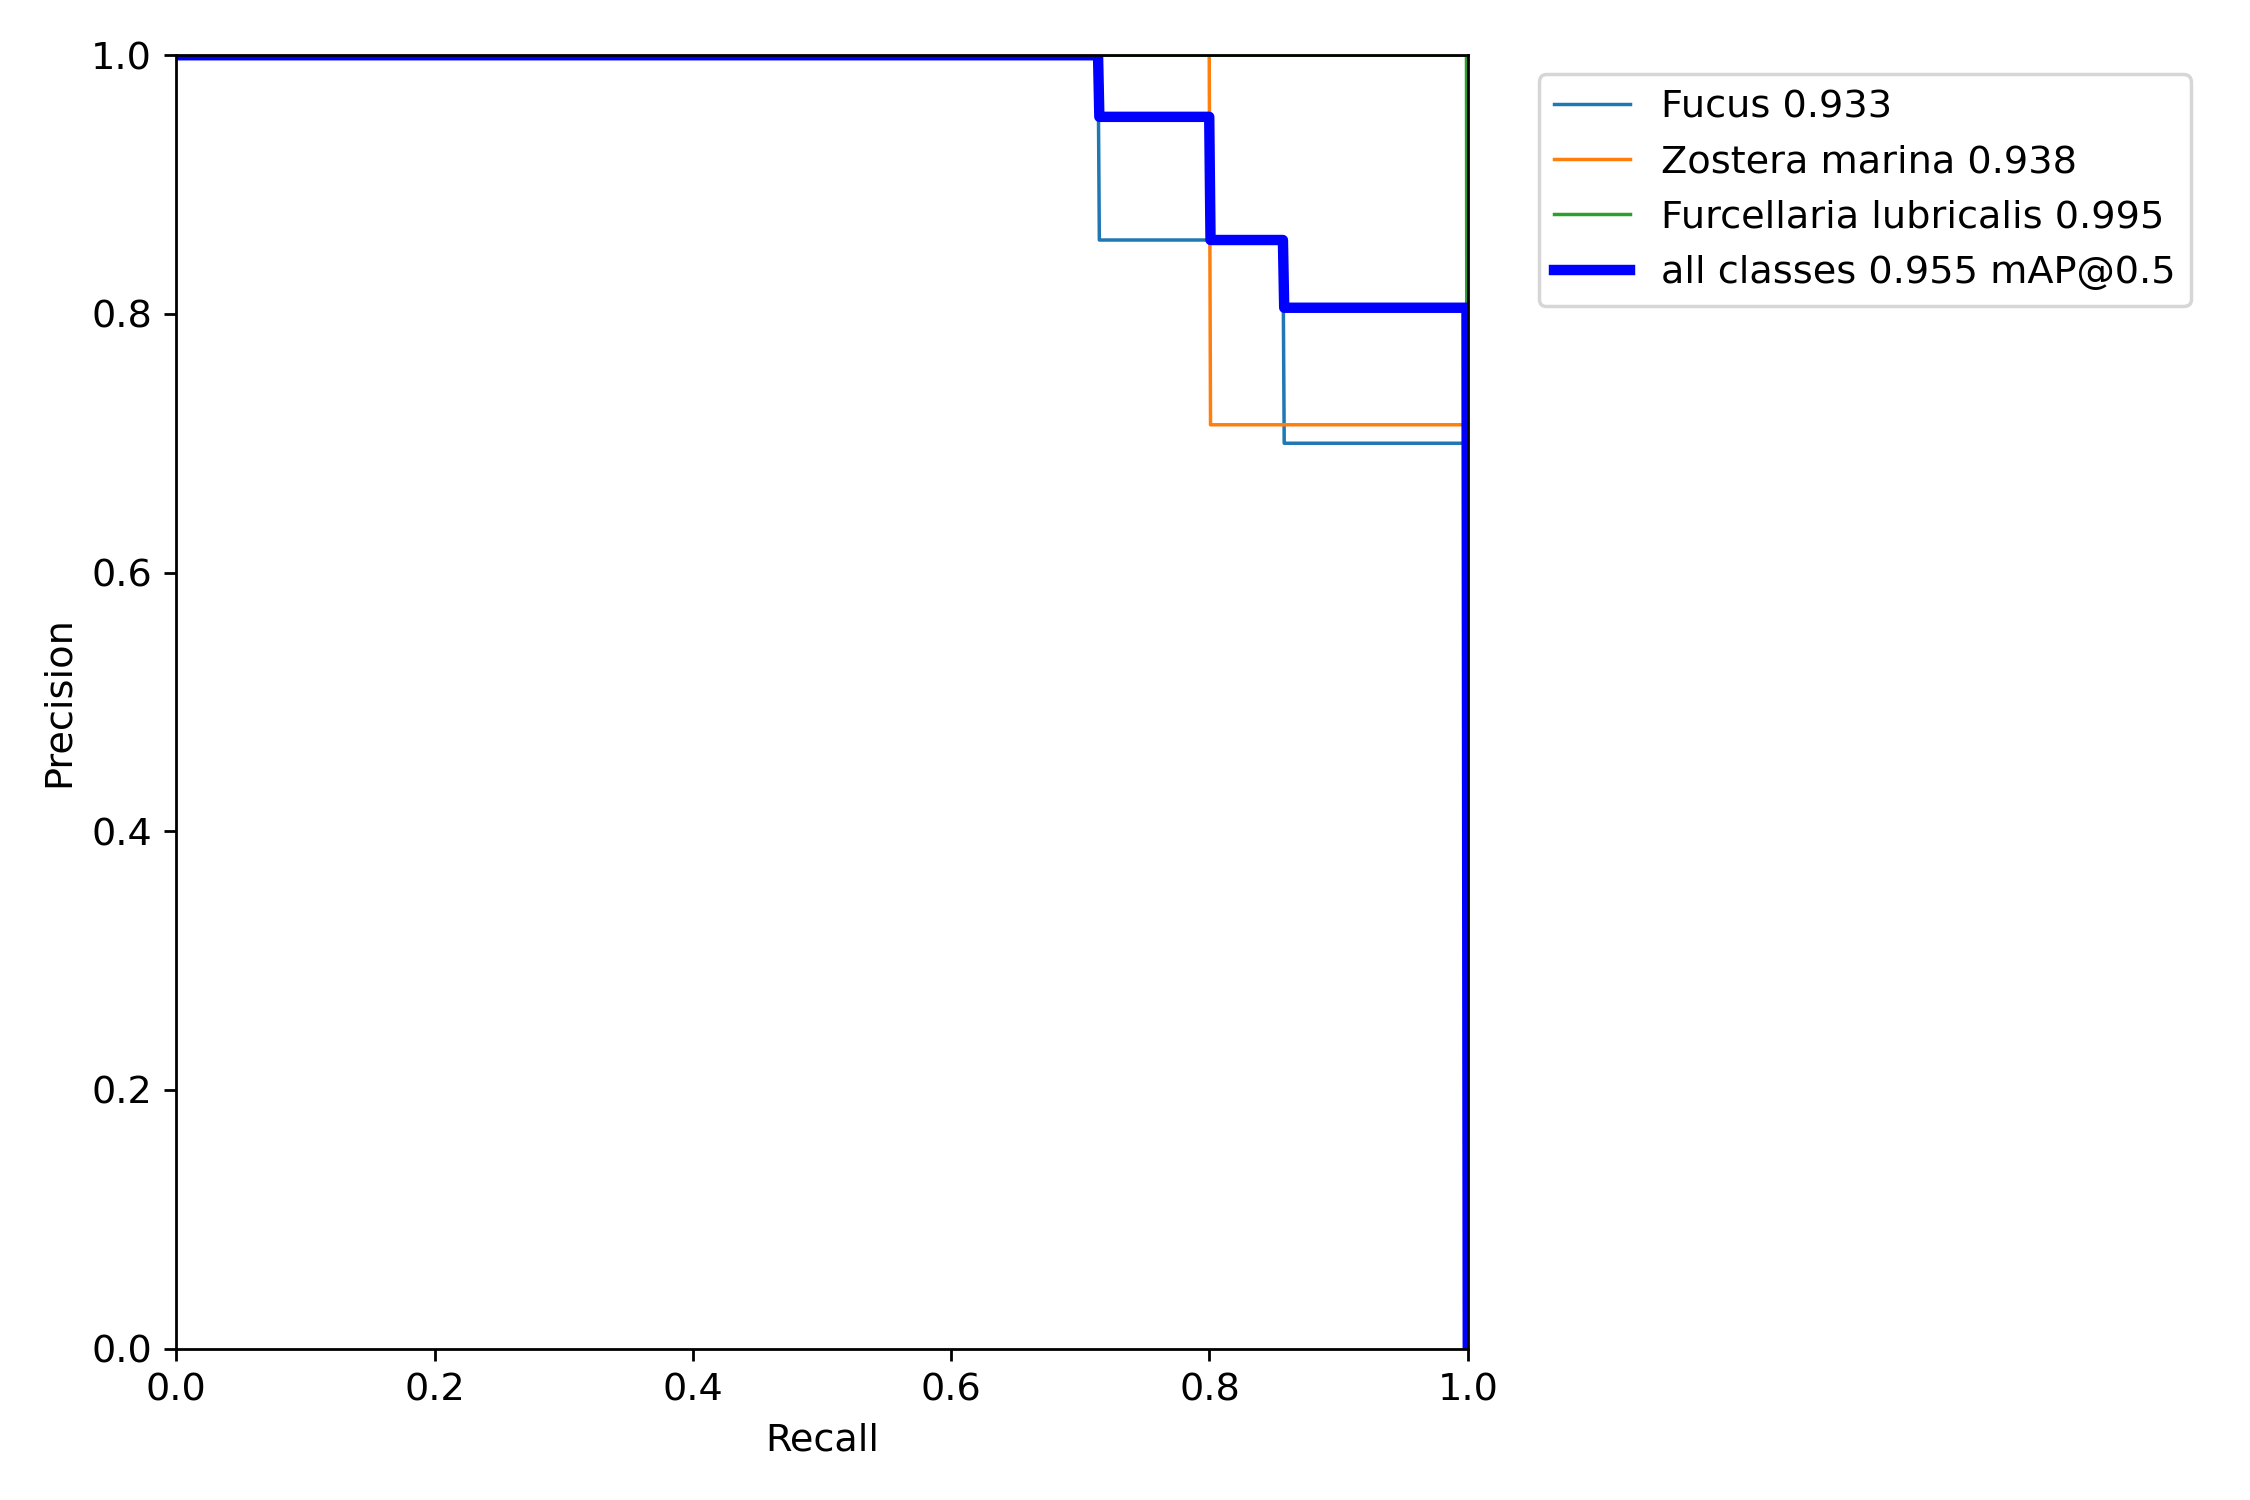 1.0
0.8
0.6
0.4
0.2
0.0
Precision
0.0 0.2 0.4 0.6 0.8 1.0
Recall
Fucus 0.933
Zostera marina 0.938
Furcellaria lubricalis 0.995
all classes 0.955 mAP@0.5